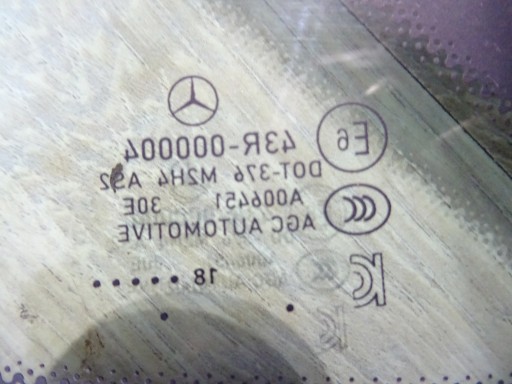 E6 43R-000004
DOT-376 M2H4 AS2
A006451 30E
AGC AUTOMOTIVE
18